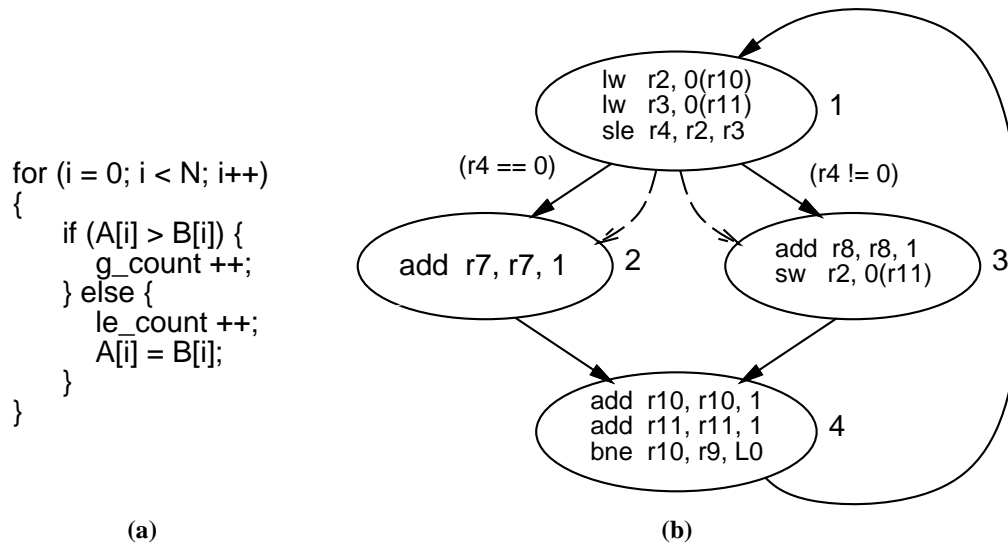 for (i = 0; i < N; i++)
{
if (A[i] > B[i]) {
g_count ++;
} else {
le_count ++;
A[i] = B[i];
}
}
(a)
lw r2, 0(r10)
lw r3, 0(r11)
sle r4, r2, r3
1
(r4 == 0)
(r4 != 0)
add r7, r7, 1
2
add r8, r8, 1
sw r2, 0(r11)
3
add r10, r10, 1
add r11, r11, 1
bne r10, r9, L0
4
(b)